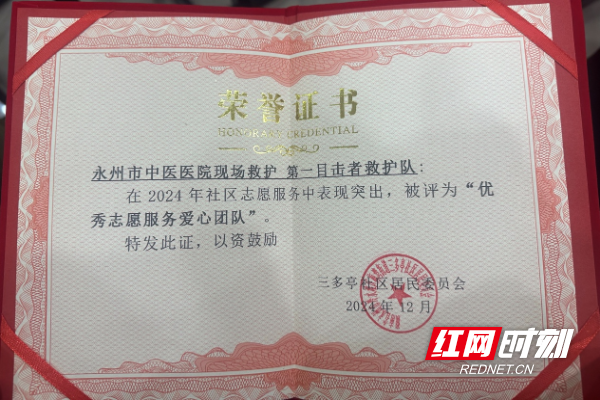 荣誉证书
HONORARY CREDENTIAL
永州市中医医院现场救护 第一目击者救护队：
在 2024 年社区志愿服务中表现突出，被评为“优
秀志愿服务爱心团队”。
特发此证，以资鼓励
三多亭社区居民委员会
2024年12月
红网时刻
REDNET.CN